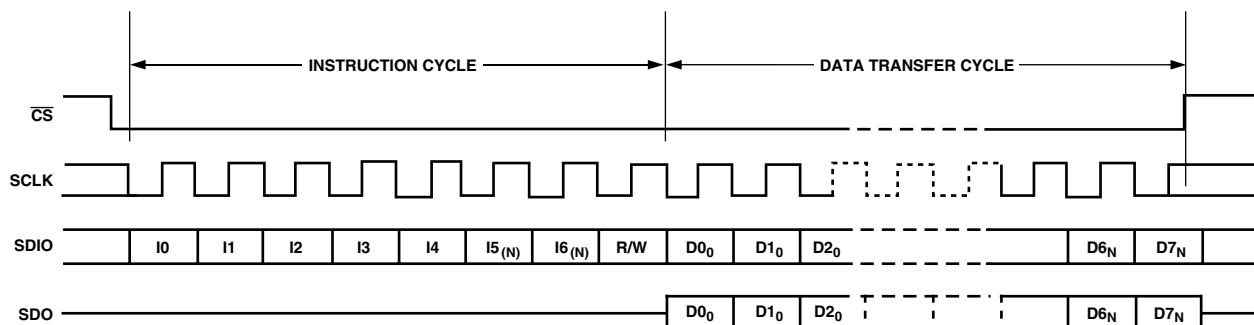 INSTRUCTION CYCLE DATA TRANSFER CYCLE
CS
SCLK
SDIO I0 I1 I2 I3 I4 I5(N) I6(N) R/W D00 D10 D20 D6N D7N
SDO D00 D10 D20 D6N D7N